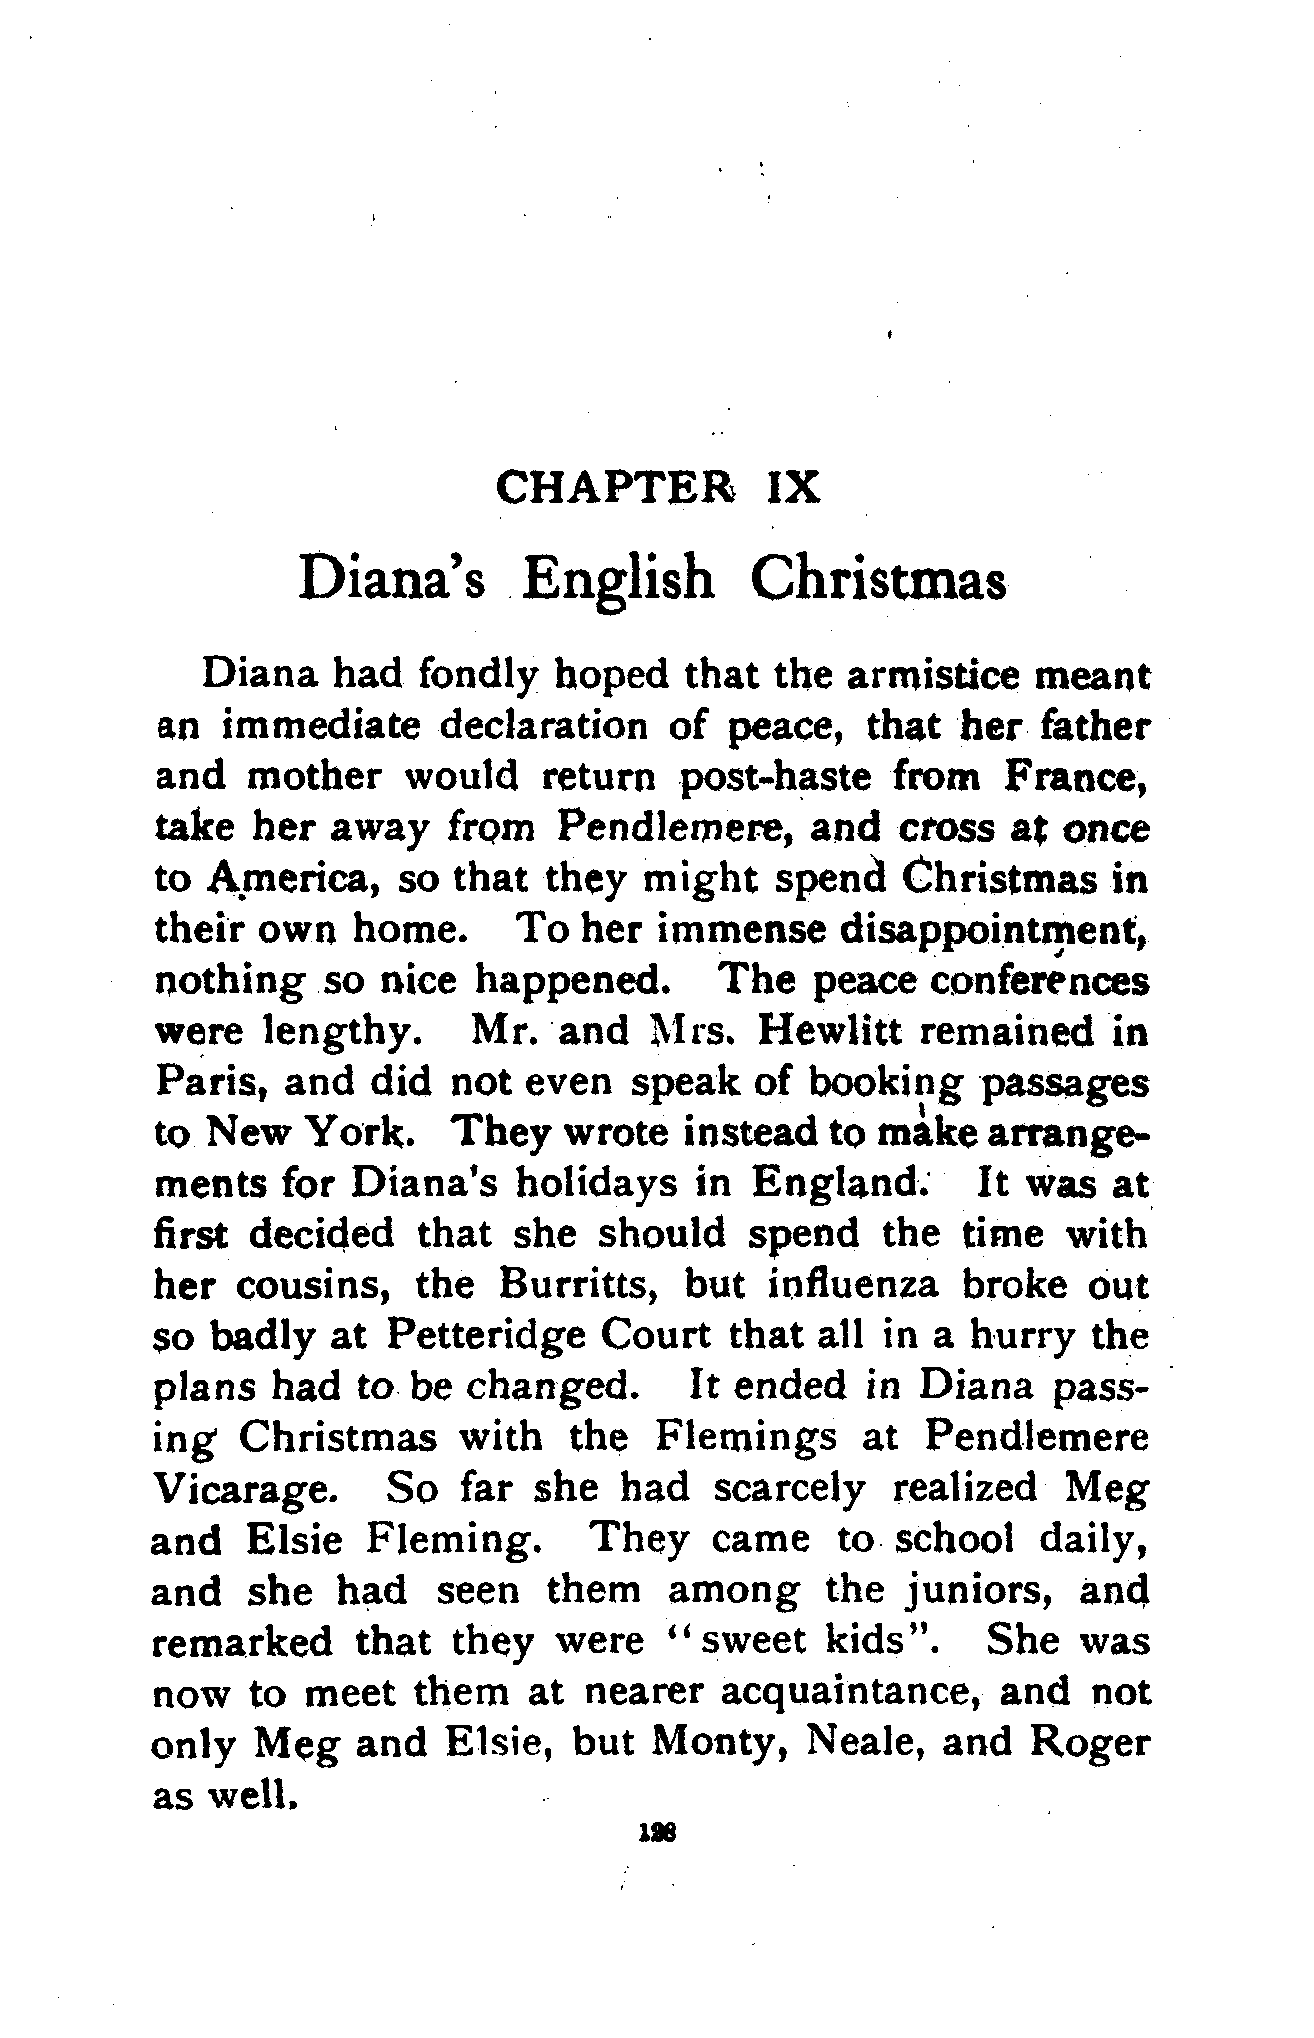 CHAPTER IX
Diana's English Christmas
Diana had fondly hoped that the armistice meant
an immediate declaration of peace, that her father
and mother would return post-haste from France,
take her away from Pendlemere, and cross at once
to America, so that they might spend Christmas in
their own home. To her immense disappointment,
nothing so nice happened. The peace conferences
were lengthy. Mr. and Mrs. Hewlitt remained in
Paris, and did not even speak of booking passages
to New York. They wrote instead to make arrange-
ments for Diana's holidays in England. It was at
first decided that she should spend the time with
her cousins, the Burritts, but influenza broke out
so badly at Petteridge Court that all in a hurry the
plans had to be changed. It ended in Diana pass-
ing Christmas with the Flemings at Pendlemere
Vicarage. So far she had scarcely realized Meg
and Elsie Fleming. They came to school daily,
and she had seen them among the juniors, and
remarked that they were "sweet kids". She was
now to meet them at nearer acquaintance, and not
only Meg and Elsie, but Monty, Neale, and Roger
as well.